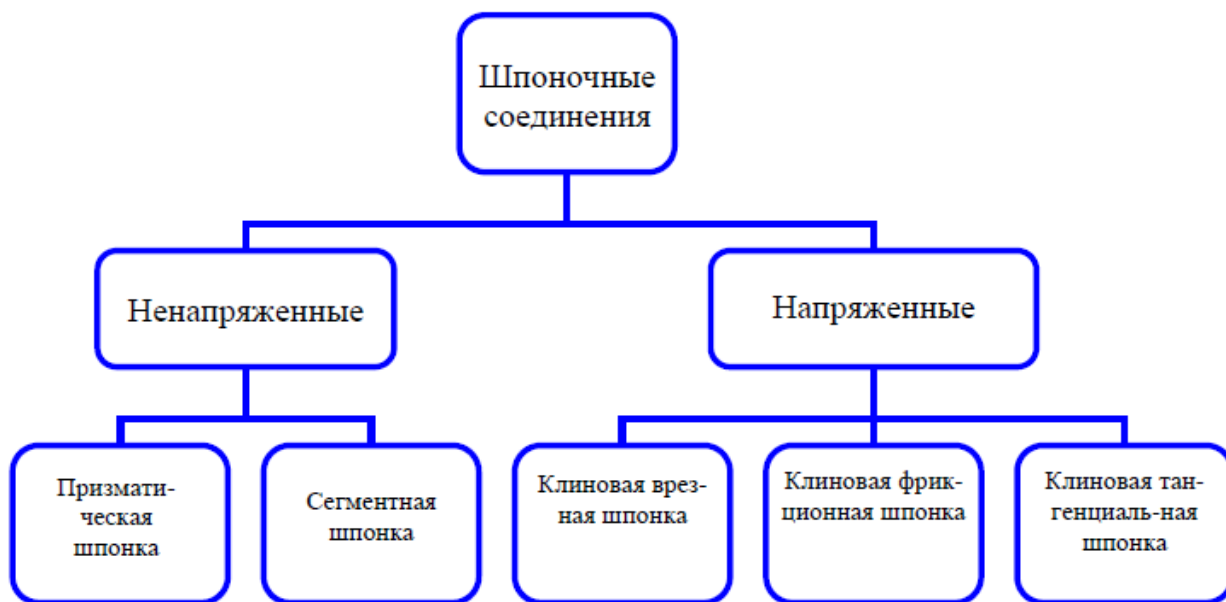 Шпоночные
соединения
Ненапряженные
Напряженные
Призмати-
ческая
шпонка
Сегментная
шпонка
Клиновая врез-
ная шпонка
Клиновая фрик-
ционная шпонка
Клиновая тан-
генциаль-ная
шпонка